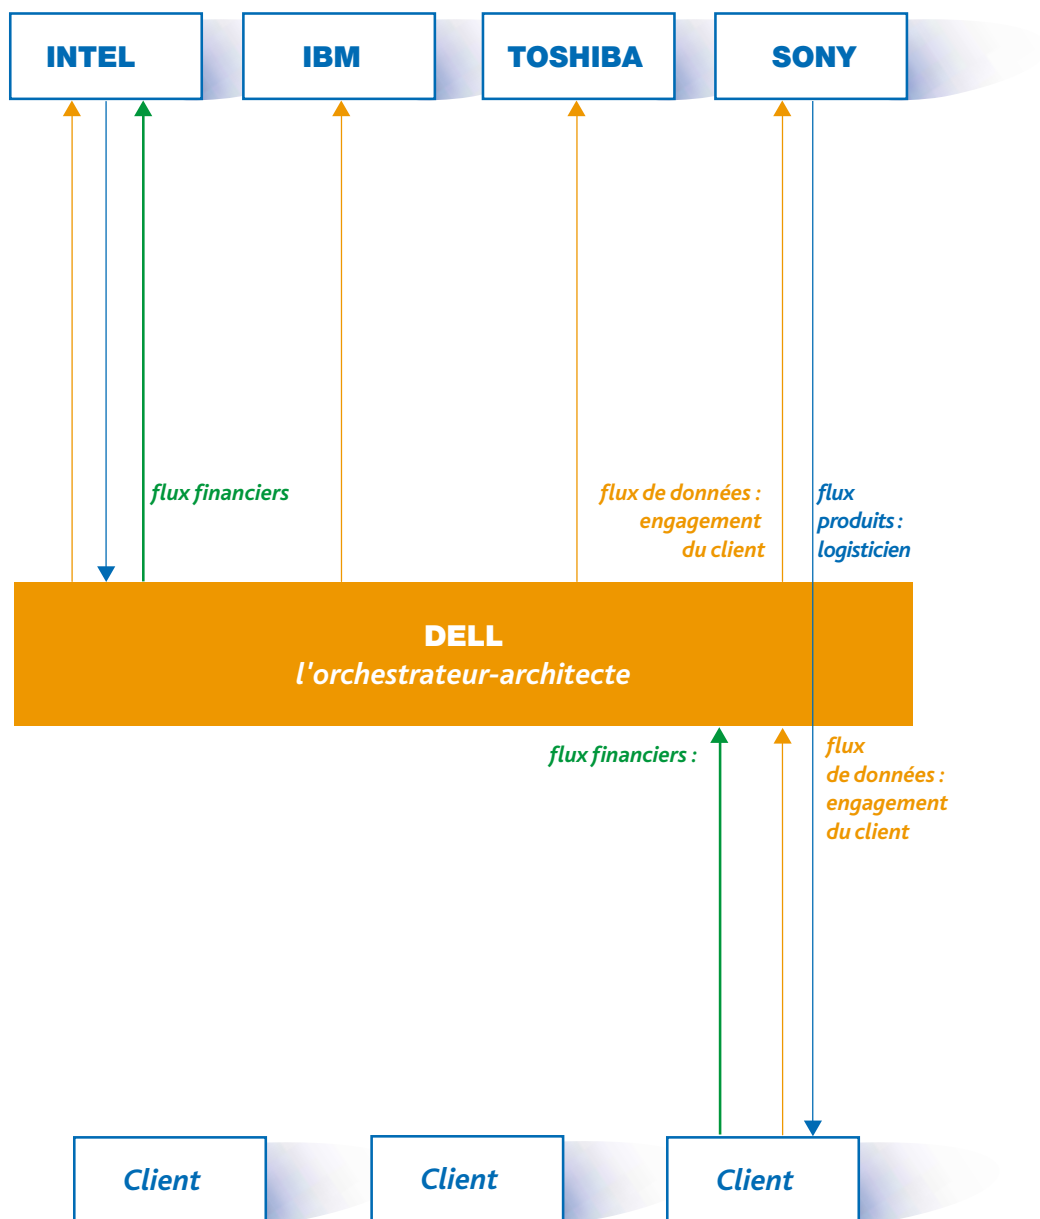 INTEL
IBM
TOSHIBA
SONY
flux financiers
flux de données :
engagement
du client
flux
produits :
logisticien
DELL
l'orchestrateur-architecte
flux financiers :
flux
de données :
engagement
du client
Client
Client
Client